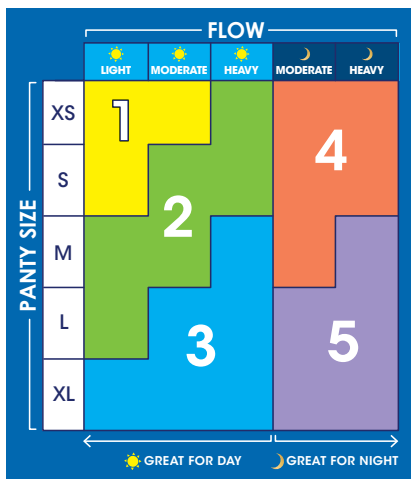 FLOW
LIGHT MODERATE HEAVY MODERATE HEAVY
PANTY SIZE
XS
1
4
S
2
M
L
3
5
XL
GREAT FOR DAY GREAT FOR NIGHT